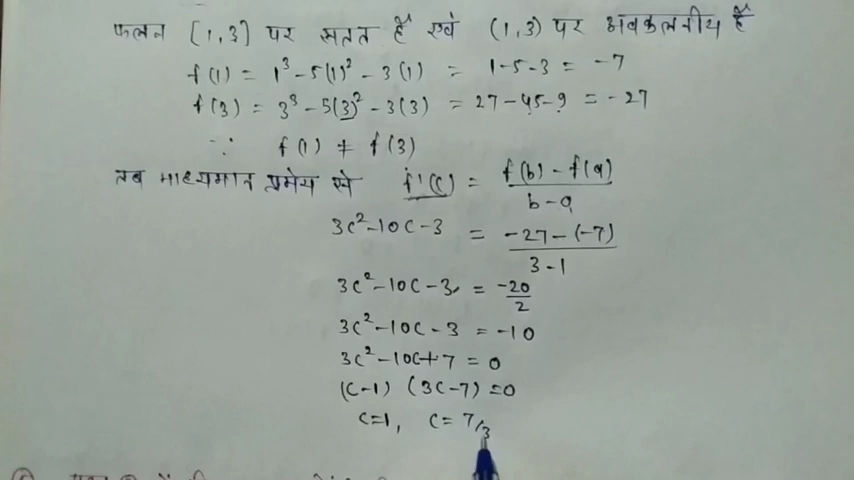 फलन [1,3] पर सतत है एवं (1,3) पर अवकलनीय है
f(1) = 1³ - 5(1)² - 3(1) = 1-5-3 = -7
f(3) = 3³ - 5(3)² - 3(3) = 27-45-9 = -27
∵ f(1) ≠ f(3)
तब माध्यमान प्रमेय से f'(c) = f(b) - f(a) / b-a
3c² - 10c - 3 = -27-(-7) / 3-1
3c² - 10c - 3 = -20/2
3c² - 10c - 3 = -10
3c² - 10c + 7 = 0
(c-1) (3c-7) = 0
c=1, c = 7/3